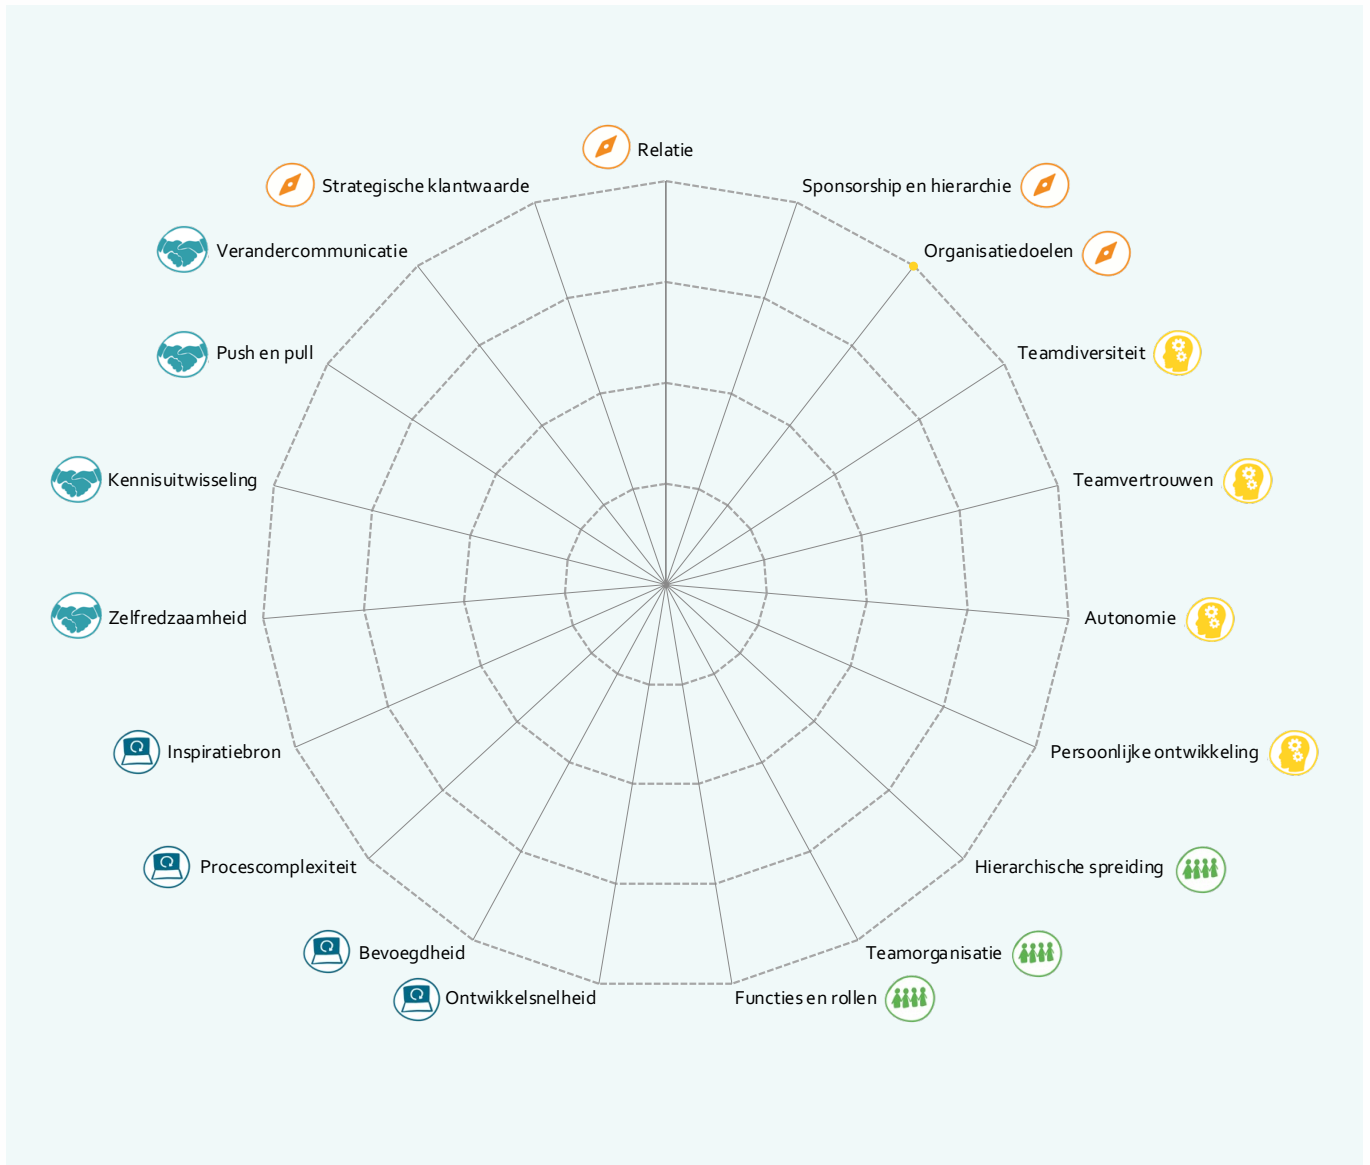 Relatie
Strategische klantwaarde
Sponsorship en hierarchie
Verandercommunicatie
Organisatiedoelen
Push en pull
Teamdiversiteit
Kennisuitwisseling
Teamvertrouwen
Zelfredzaamheid
Autonomie
Inspiratiebron
Persoonlijke ontwikkeling
Procescomplexiteit
Hierarchische spreiding
Bevoegdheid
Teamorganisatie
Ontwikkelsnelheid
Functies en rollen